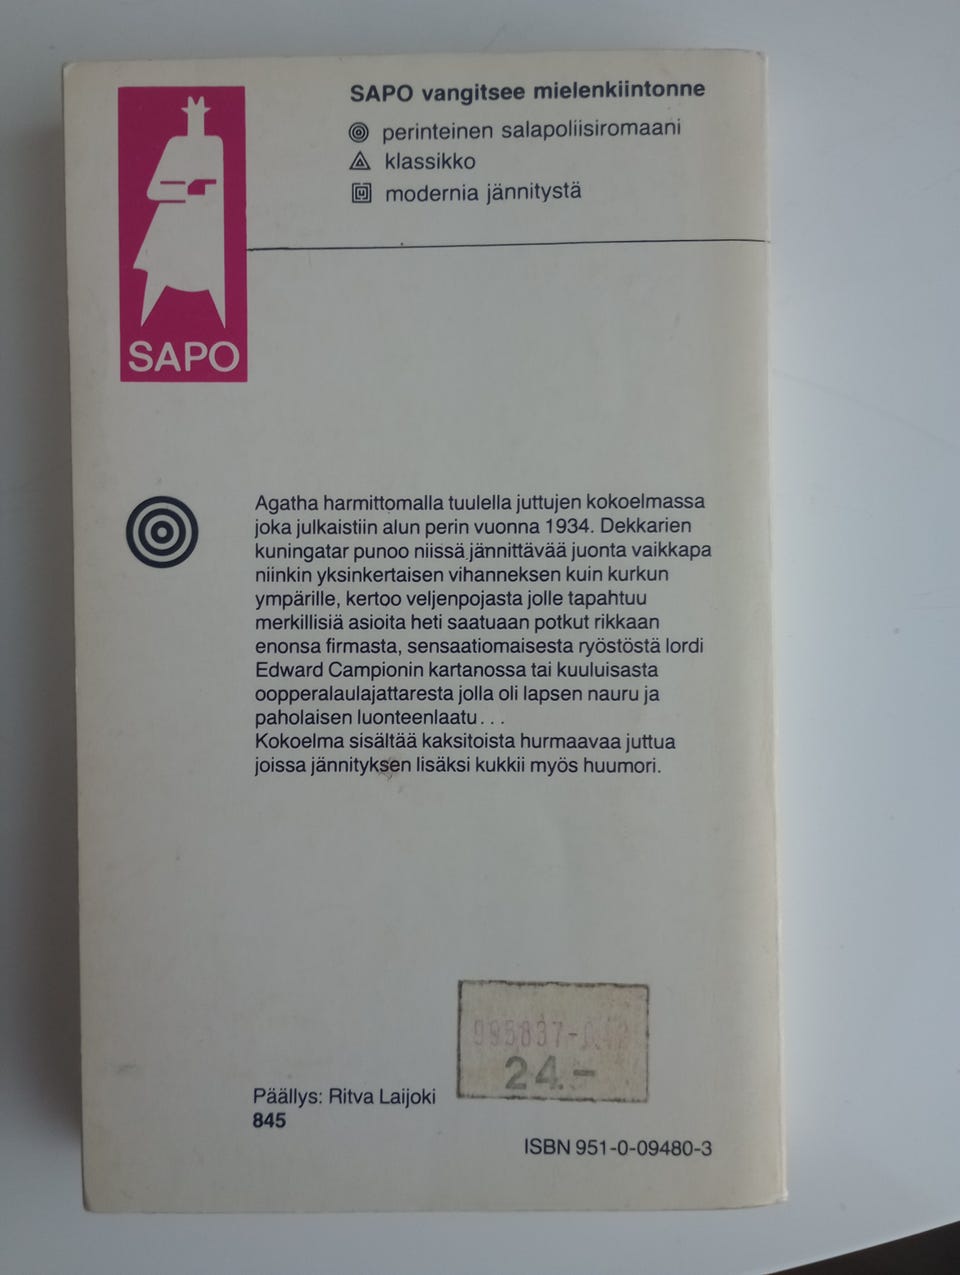 SAPO vangitsee mielenkiintonne
perinteinen salapoliisiromaani
klassikko
modernia jännitystä
SAPO
Agatha harmittomalla tuulella juttujen kokoelmassa
joka julkaistiin alun perin vuonna 1934. Dekkarien
kuningatar punoo niissä jännittävää juonta vaikkapa
niinkin yksinkertaisen vihanneksen kuin kurkun
ympärille, kertoo veljenpojasta jolle tapahtuu
merkillisiä asioita heti saatuaan potkut rikkaan
enonsa firmasta, sensaatiomaisesta ryöstöstä lordi
Edward Campionin kartanossa tai kuuluisasta
oopperalaulajattaresta jolla oli lapsen nauru ja
paholaisen luonteenlaatu...
Kokoelma sisältää kaksitoista hurmaavaa juttua
joissa jännityksen lisäksi kukkii myös huumori.
24.-
Päällys: Ritva Laijoki
845
ISBN 951-0-09480-3